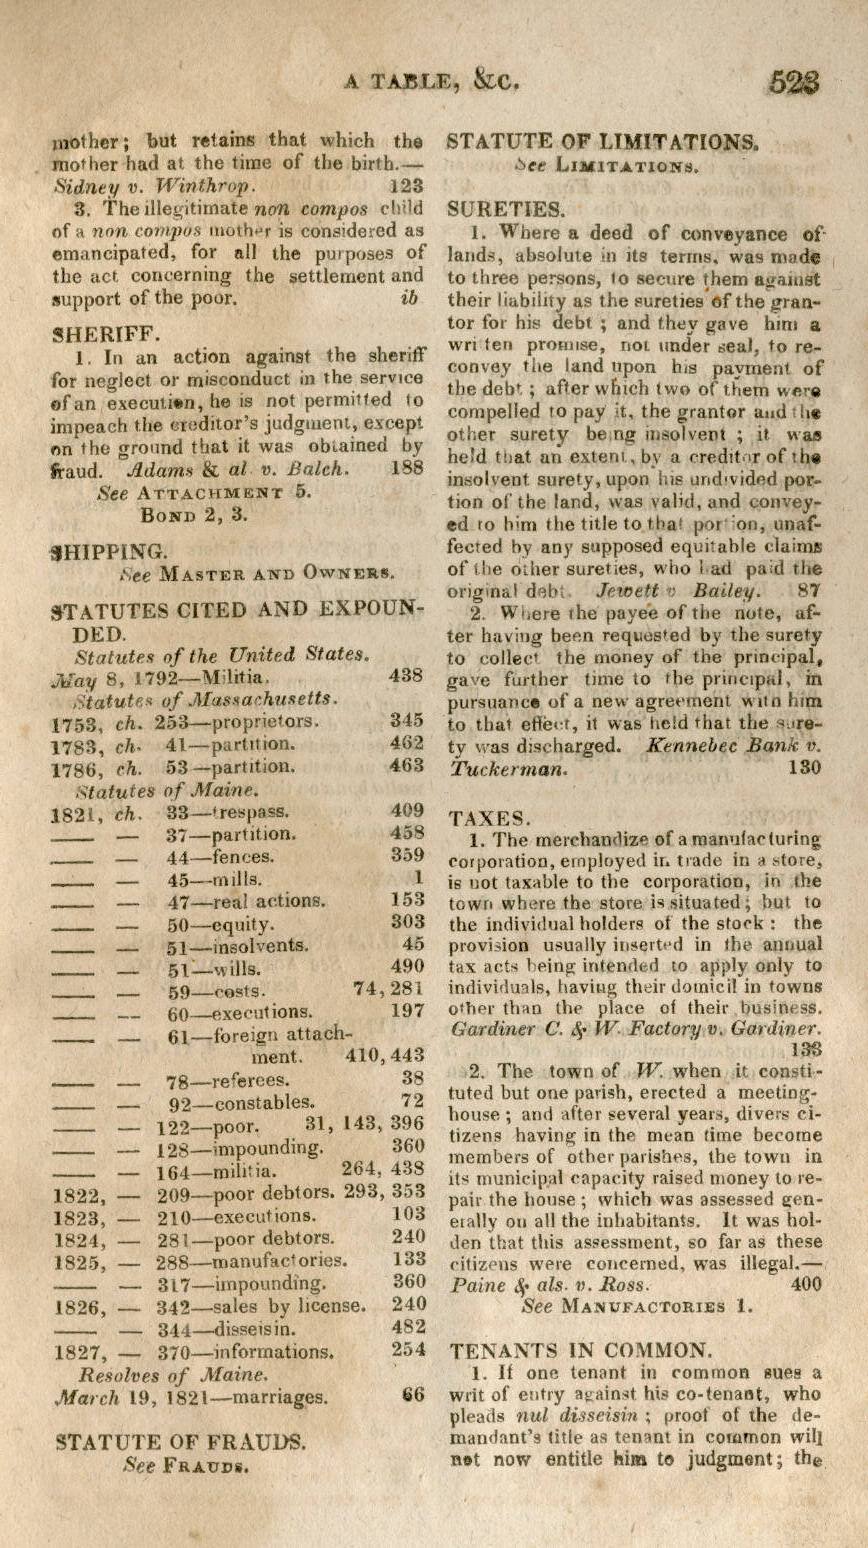 A TABLE, &c. 523
mother; but retains that which the
mother had at the time of the birth.—
Sidney v. Winthrop. 123
3. The illegitimate non compos child
of a non compos mother is considered as
emancipated, for all the purposes of
the act concerning the settlement and
support of the poor. ib
SHERIFF.
1. In an action against the sheriff
for neglect or misconduct in the service
of an execution, he is not permitted to
impeach the creditor's judgment, except
on the ground that it was obtained by
fraud. Adams & al v. Balch. 188
See ATTACHMENT 5.
BOND 2, 3.
SHIPPING.
See MASTER AND OWNERS.
STATUTES CITED AND EXPOUN-
DED.
Statutes of the United States.
May 8, 1792—Militia. 438
Statutes of Massachusetts.
1753, ch. 253—proprietors. 345
1783, ch. 41—partition. 462
1786, ch. 53—partition. 463
Statutes of Maine.
1821, ch. 33—trespass. 409
—— — 37—partition. 458
—— — 44—fences. 359
—— — 45—mills. 1
—— — 47—real actions. 153
—— — 50—equity. 303
—— — 51—insolvents. 45
—— — 51—wills. 490
—— — 59—costs. 74, 281
—— — 60—executions. 197
—— — 61—foreign attach-
ment. 410, 443
—— — 78—referees. 38
—— — 92—constables. 72
—— — 122—poor. 31, 143, 396
—— — 128—impounding. 360
—— — 164—militia. 264, 438
1822, — 209—poor debtors. 293, 353
1823, — 210—executions. 103
1824, — 281—poor debtors. 240
1825, — 288—manufactories. 133
—— — 317—impounding. 360
1826, — 342—sales by license. 240
—— — 344—disseisin. 482
1827, — 370—informations. 254
Resolves of Maine.
March 19, 1821—marriages. 66
STATUTE OF FRAUDS.
See FRAUDS.
STATUTE OF LIMITATIONS.
See LIMITATIONS.
SURETIES.
1. Where a deed of conveyance of
lands, absolute in its terms, was made
to three persons, to secure them against
their liability as the sureties of the gran-
tor for his debt; and they gave him a
written promise, not under seal, to re-
convey the land upon his payment of
the debt; after which two of them were
compelled to pay it, the grantor and the
other surety being insolvent; it was
held that an extent, by a creditor of the
insolvent surety, upon his undivided por-
tion of the land, was valid, and convey-
ed to him the title to that portion, unaf-
fected by any supposed equitable claims
of the other sureties, who had paid the
original debt. Jewett v Bailey. 87
2. Where the payee of the note, af-
ter having been requested by the surety
to collect the money of the principal,
gave further time to the principal, in
pursuance of a new agreement with him
to that effect, it was held that the sure-
ty was discharged. Kennebec Bank v.
Tuckerman. 130
TAXES.
1. The merchandize of a manufacturing
corporation, employed in trade in a store,
is not taxable to the corporation, in the
town where the store is situated; but to
the individual holders of the stock: the
provision usually inserted in the annual
tax acts being intended to apply only to
individuals, having their domicil in towns
other than the place of their business.
Gardiner C. & W. Factory v. Gardiner.
133
2. The town of W. when it consti-
tuted but one parish, erected a meeting-
house; and after several years, divers ci-
tizens having in the mean time become
members of other parishes, the town in
its municipal capacity raised money to re-
pair the house; which was assessed gen-
erally on all the inhabitants. It was hol-
den that this assessment, so far as these
citizens were concerned, was illegal.—
Paine & als. v. Ross. 400
See MANUFACTORIES 1.
TENANTS IN COMMON.
1. If one tenant in common sues a
writ of entry against his co-tenant, who
pleads nul disseisin; proof of the de-
mandant's title as tenant in common will
not now entitle him to judgment; the